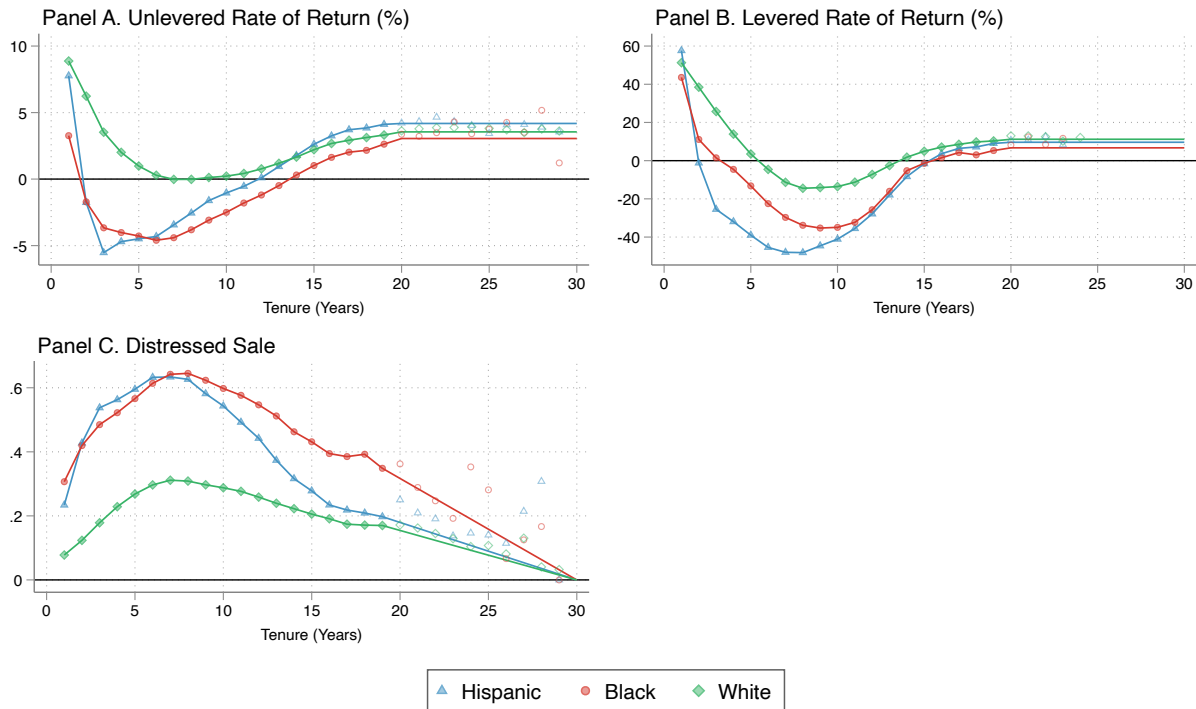 Panel A. Unlevered Rate of Return (%)
10
5
0
-5
0 5 10 15 20 25 30
Tenure (Years)
Panel B. Levered Rate of Return (%)
60
40
20
0
-20
-40
0 5 10 15 20 25 30
Tenure (Years)
Panel C. Distressed Sale
.6
.4
.2
0
0 5 10 15 20 25 30
Tenure (Years)
Hispanic Black White